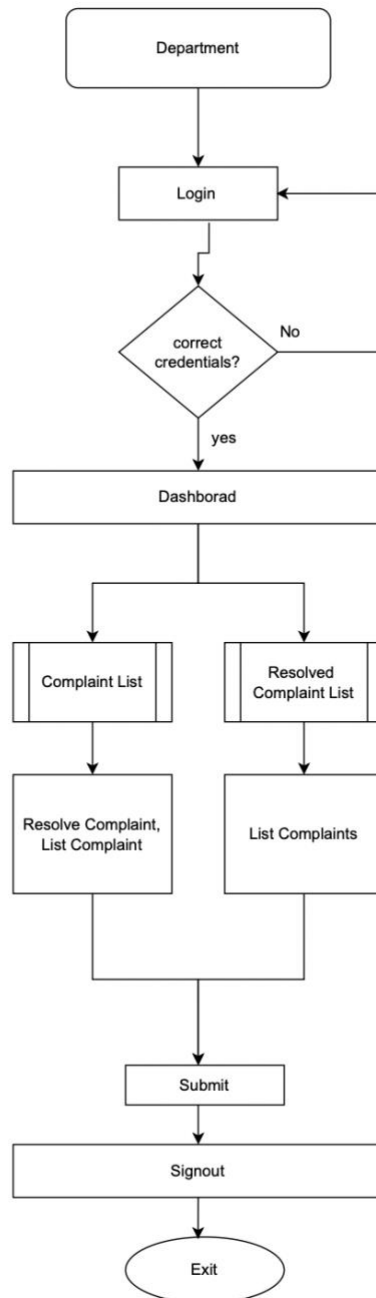 Department
Login
correct
credentials?
No
yes
Dashborad
Complaint List
Resolved
Complaint List
Resolve Complaint,
List Complaint
List Complaints
Submit
Signout
Exit